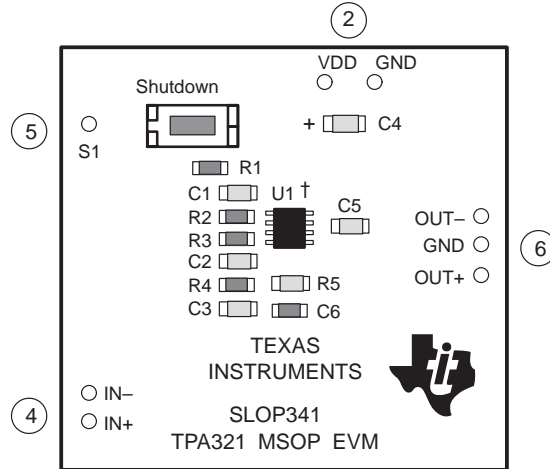 2
VDD GND
Shutdown
+ C4
5
S1
R1
C1 U1 †
R2 C5
OUT–
R3 GND
6
C2
OUT+
R4 R5
C3 C6
TEXAS
INSTRUMENTS
IN–
4
IN+
SLOP341
TPA321 MSOP EVM